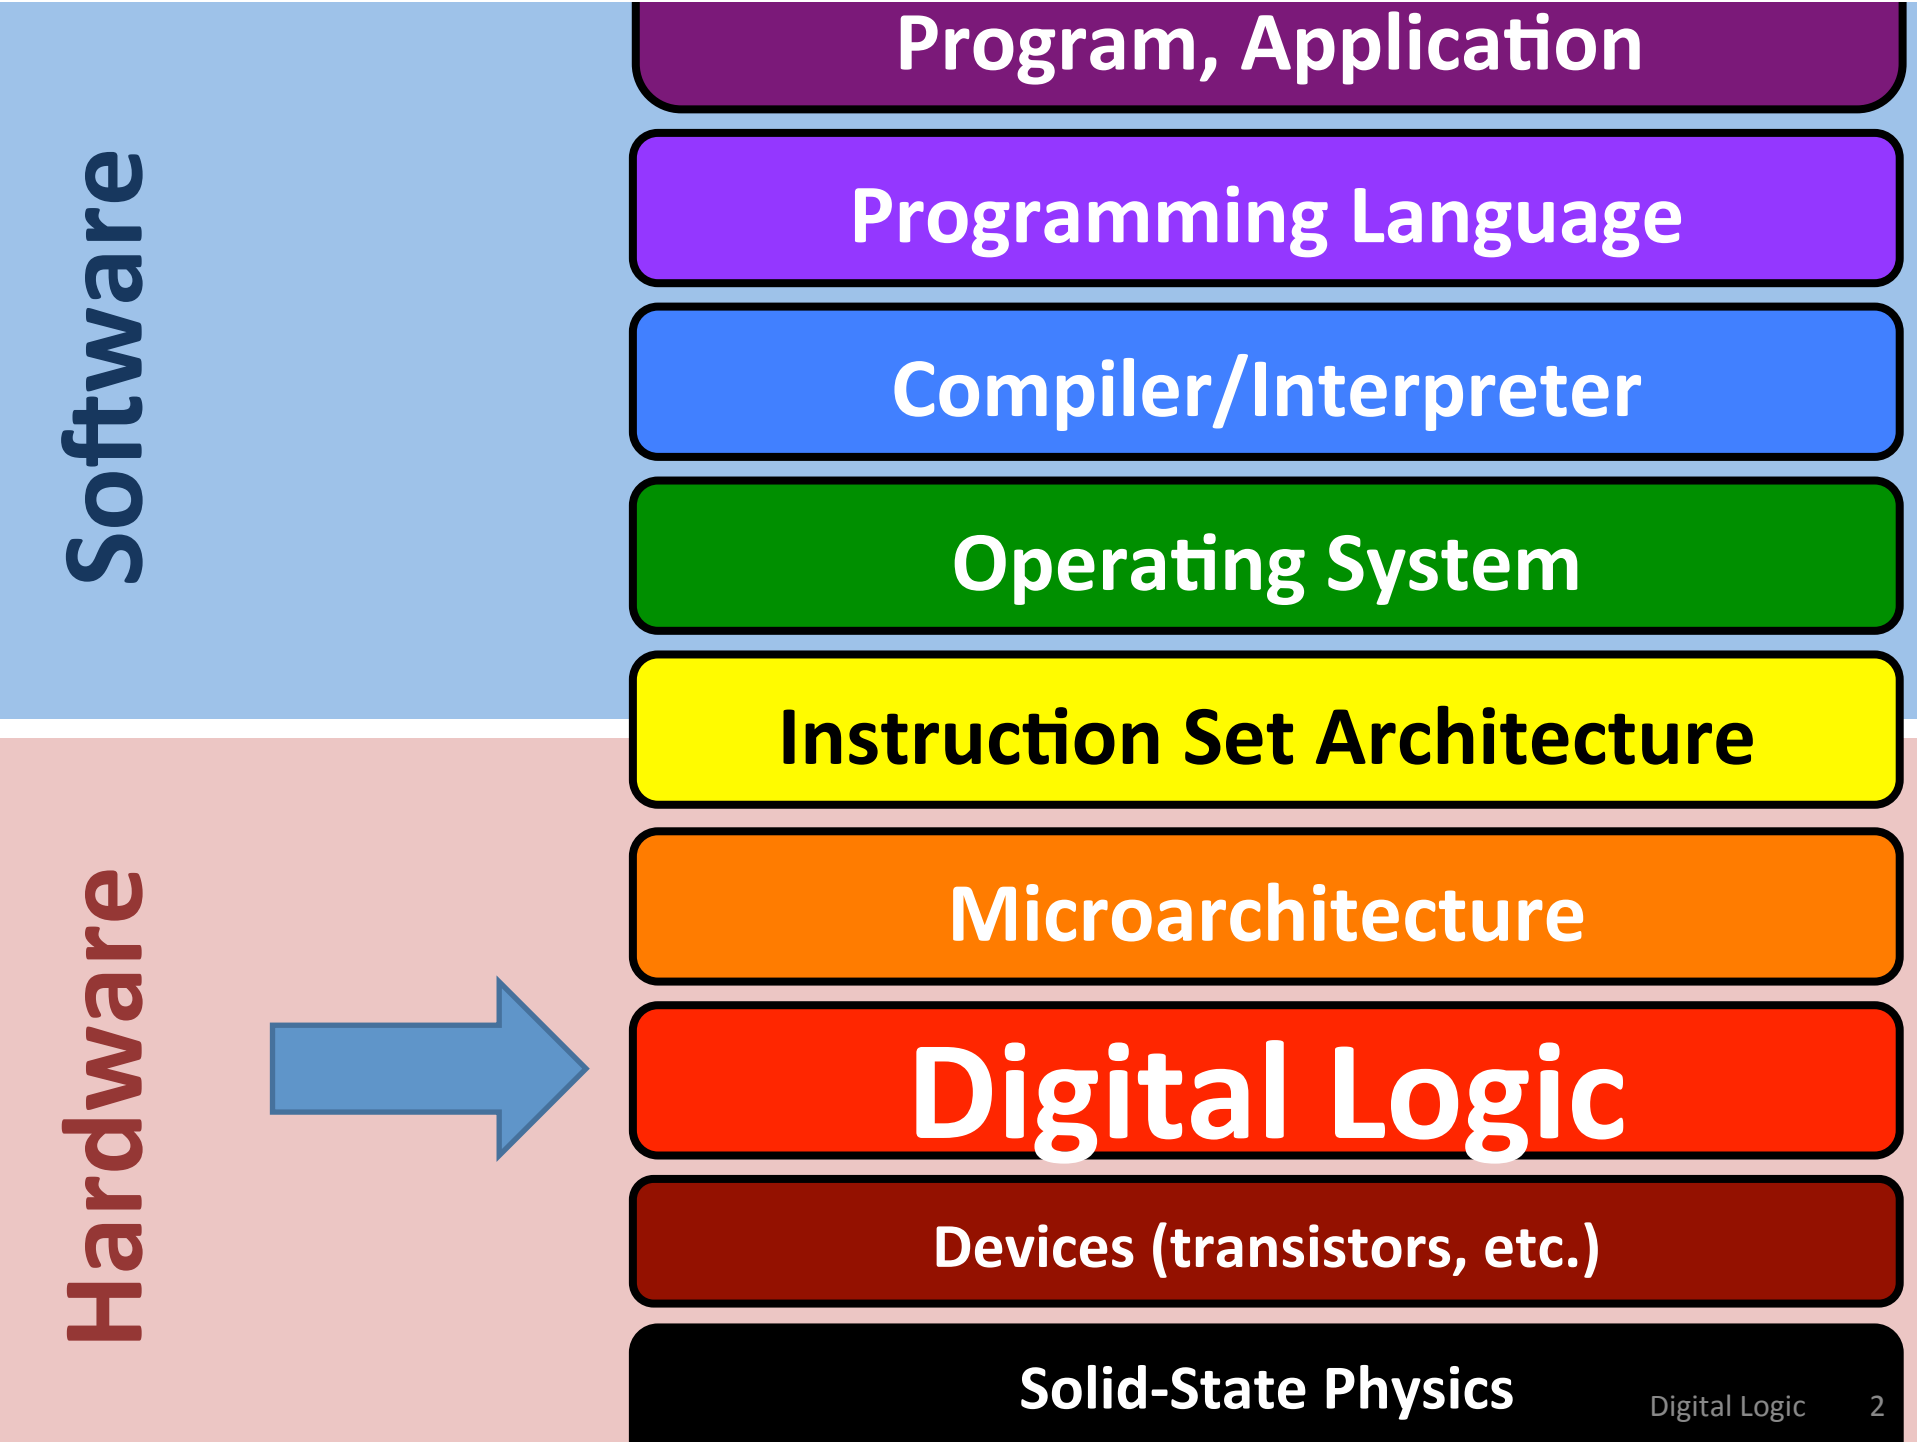 Software
Program, Application
Programming Language
Compiler/Interpreter
Operating System
Instruction Set Architecture
Hardware
Microarchitecture
Digital Logic
Devices (transistors, etc.)
Solid-State Physics
Digital Logic 2